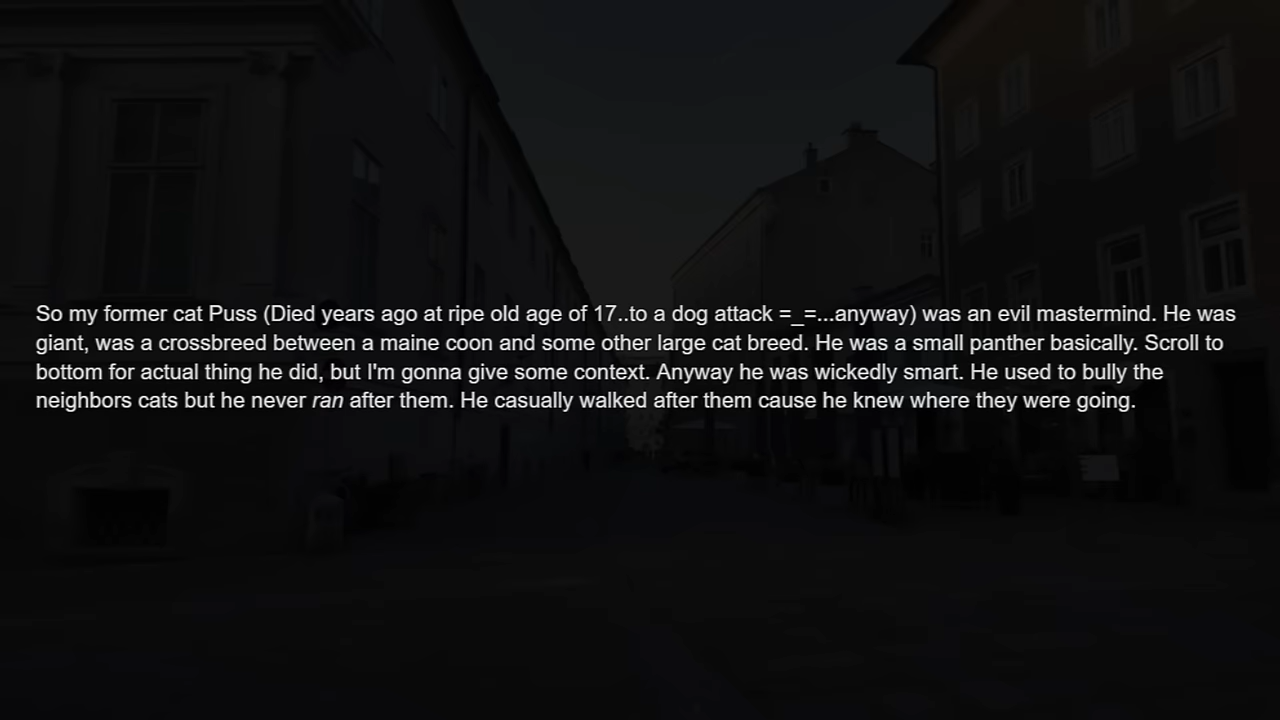 So my former cat Puss (Died years ago at ripe old age of 17..to a dog attack =_=...anyway) was an evil mastermind. He was
giant, was a crossbreed between a maine coon and some other large cat breed. He was a small panther basically. Scroll to
bottom for actual thing he did, but I'm gonna give some context. Anyway he was wickedly smart. He used to bully the
neighbors cats but he never ran after them. He casually walked after them cause he knew where they were going.